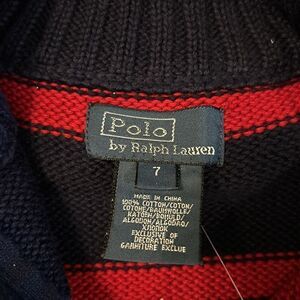 Polo
by Ralph Lauren
7
MADE IN CHINA
100% COTTON/COTON/
COTONE/BAUMWOLLE/
KATOEN/BOMULD/
ALGODON/ALGODAO/
EXCLUSIVE OF
DECORATION
GARNITURE EXCLUE